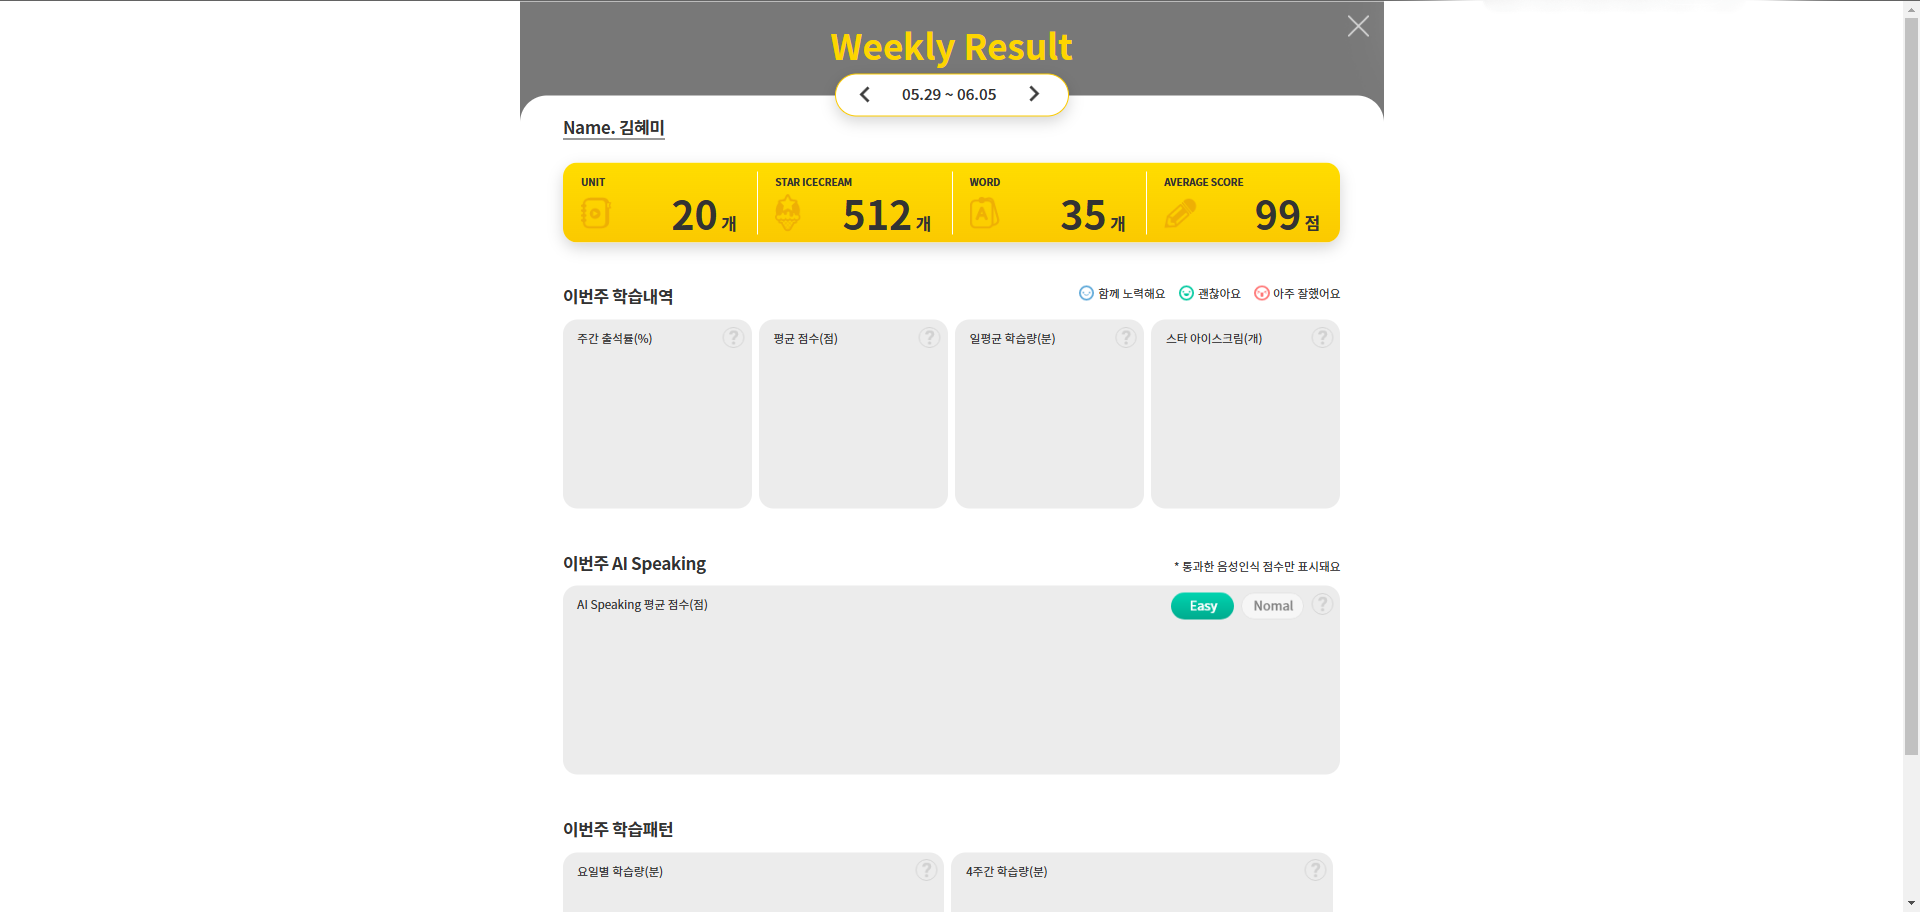 Weekly Result
05.29 ~ 06.05
Name. 김혜미
UNIT
20 개
STAR ICECREAM
512 개
WORD
35 개
AVERAGE SCORE
99 점
이번주 학습내역
함께 노력해요 괜찮아요 아주 잘했어요
주간 출석률(%) ?
평균 점수(점) ?
일평균 학습량(분) ?
스타 아이스크림(개) ?
이번주 AI Speaking
* 통과한 음성인식 점수만 표시돼요
AI Speaking 평균 점수(점)
Easy Nomal ?
이번주 학습패턴
요일별 학습량(분) ?
4주간 학습량(분) ?